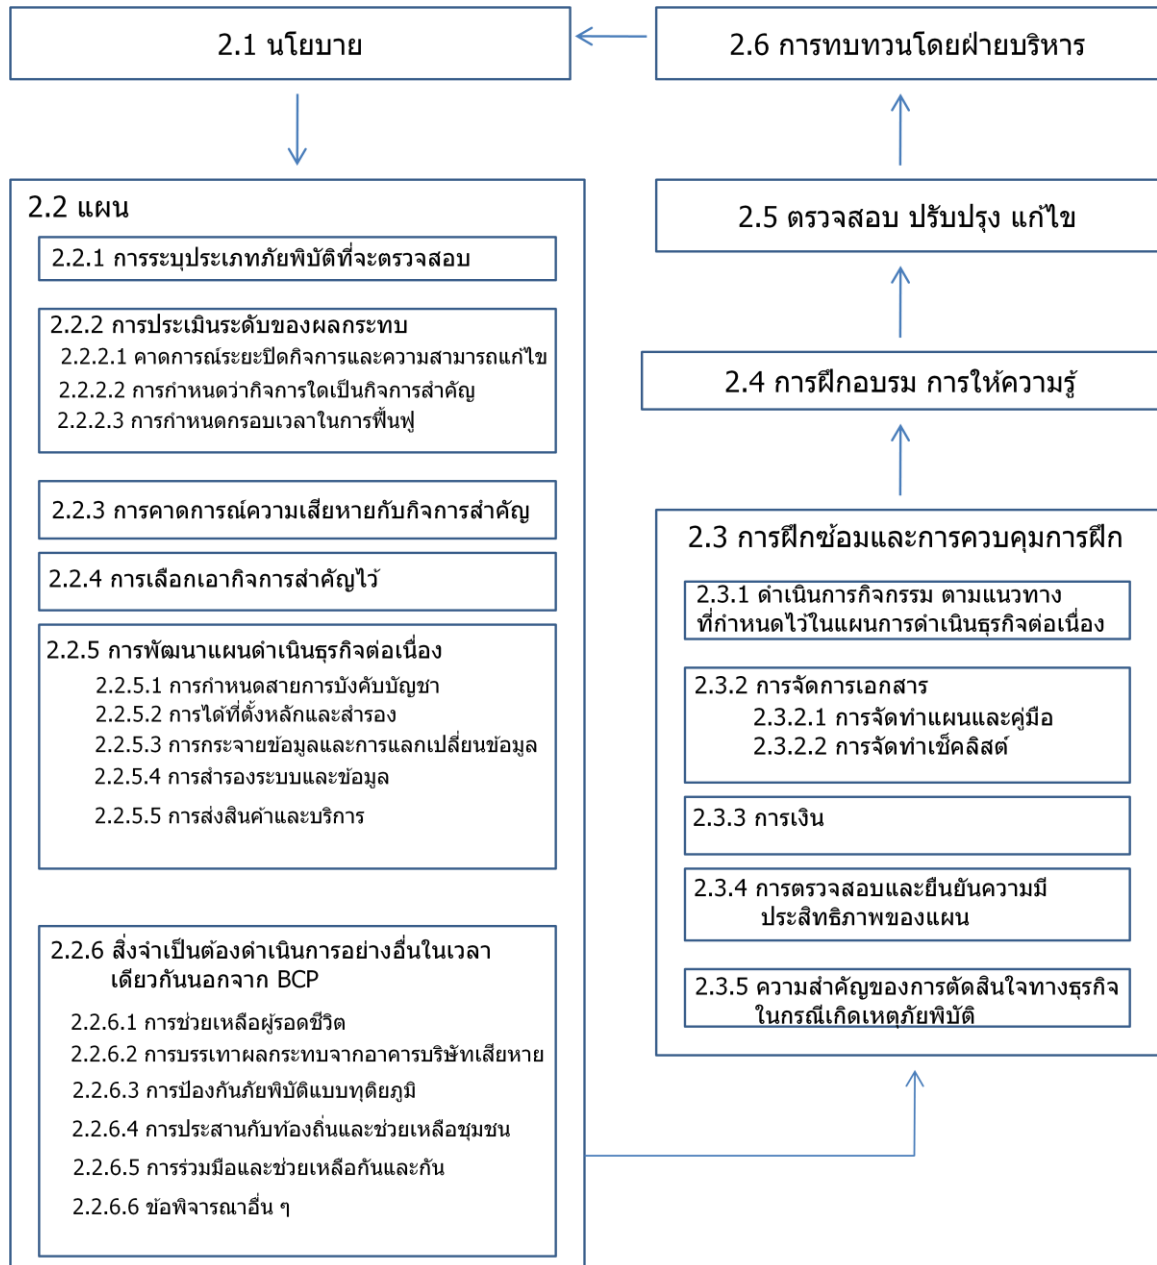 2.1 นโยบาย
2.2 แผน
2.2.1 การระบุประเภทภัยพิบัติที่จะตรวจสอบ
2.2.2 การประเมินระดับของผลกระทบ
2.2.2.1 คาดการณ์ระยะปิดกิจการและความสามารถแก้ไข
2.2.2.2 การกำหนดว่ากิจการใดเป็นกิจการสำคัญ
2.2.2.3 การกำหนดกรอบเวลาในการฟื้นฟู
2.2.3 การคาดการณ์ความเสียหายกับกิจการสำคัญ
2.2.4 การเลือกเอากิจการสำคัญไว้
2.2.5 การพัฒนาแผนดำเนินธุรกิจต่อเนื่อง
2.2.5.1 การกำหนดสายการบังคับบัญชา
2.2.5.2 การได้ที่ตั้งหลักและสำรอง
2.2.5.3 การกระจายข้อมูลและการแลกเปลี่ยนข้อมูล
2.2.5.4 การสำรองระบบและข้อมูล
2.2.5.5 การส่งสินค้าและบริการ
2.2.6 สิ่งจำเป็นต้องดำเนินการอย่างอื่นในเวลา
เดียวกันนอกจาก BCP
2.2.6.1 การช่วยเหลือผู้รอดชีวิต
2.2.6.2 การบรรเทาผลกระทบจากอาคารบริษัทเสียหาย
2.2.6.3 การป้องกันภัยพิบัติแบบทุติยภูมิ
2.2.6.4 การประสานกับท้องถิ่นและช่วยเหลือชุมชน
2.2.6.5 การร่วมมือและช่วยเหลือกันและกัน
2.2.6.6 ข้อพิจารณาอื่น ๆ
2.6 การทบทวนโดยฝ่ายบริหาร
2.5 ตรวจสอบ ปรับปรุง แก้ไข
2.4 การฝึกอบรม การให้ความรู้
2.3 การฝึกซ้อมและการควบคุมการฝึก
2.3.1 ดำเนินการกิจกรรม ตามแนวทาง
ที่กำหนดไว้ในแผนการดำเนินธุรกิจต่อเนื่อง
2.3.2 การจัดการเอกสาร
2.3.2.1 การจัดทำแผนและคู่มือ
2.3.2.2 การจัดทำเช็คลิสต์
2.3.3 การเงิน
2.3.4 การตรวจสอบและยืนยันความมี
ประสิทธิภาพของแผน
2.3.5 ความสำคัญของการตัดสินใจทางธุรกิจ
ในกรณีเกิดเหตุภัยพิบัติ